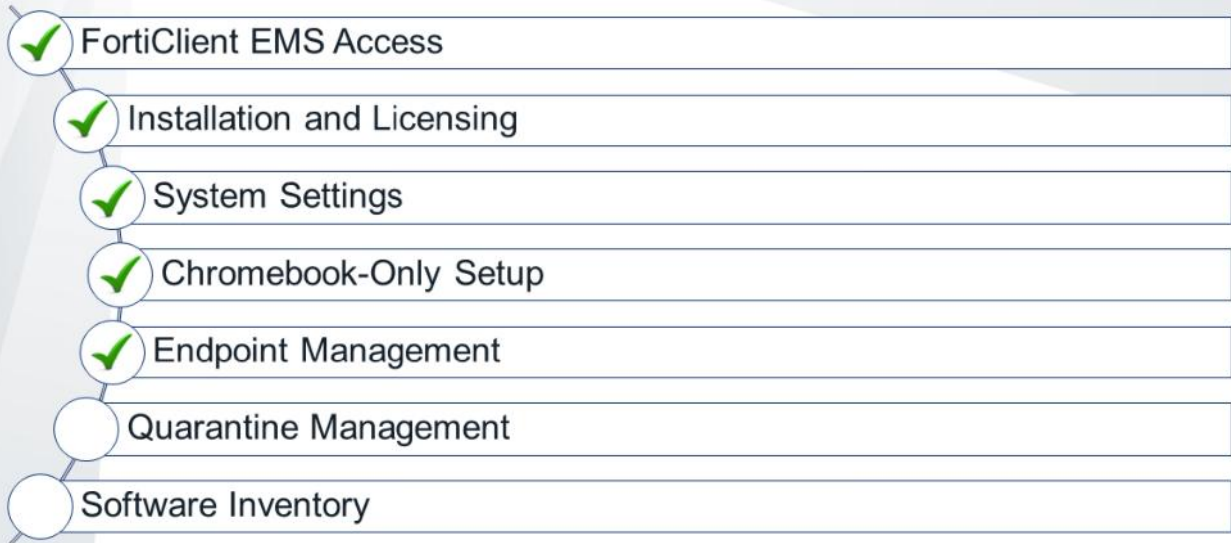 FortiClient EMS Access
Installation and Licensing
System Settings
Chromebook-Only Setup
Endpoint Management
Quarantine Management
Software Inventory